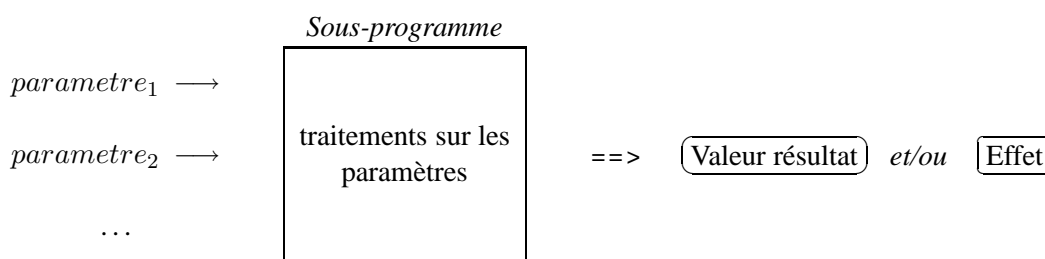 Sous-programme
parametre₁ ⟶
traitements sur les
parametre₂ ⟶ ==> Valeur résultat et/ou Effet
paramètres
...